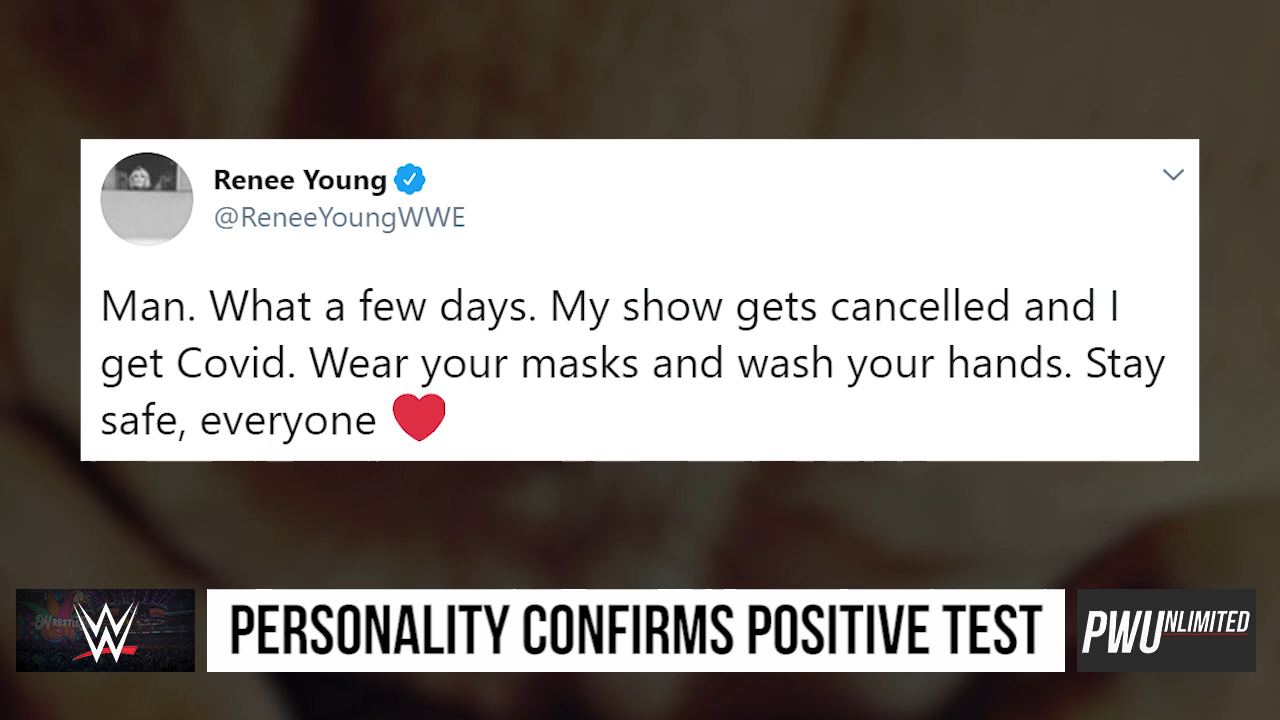 Renee Young
@ReneeYoungWWE
Man. What a few days. My show gets cancelled and I
get Covid. Wear your masks and wash your hands. Stay
safe, everyone
WRESTLE
W
PERSONALITY CONFIRMS POSITIVE TEST
PWUNLIMITED